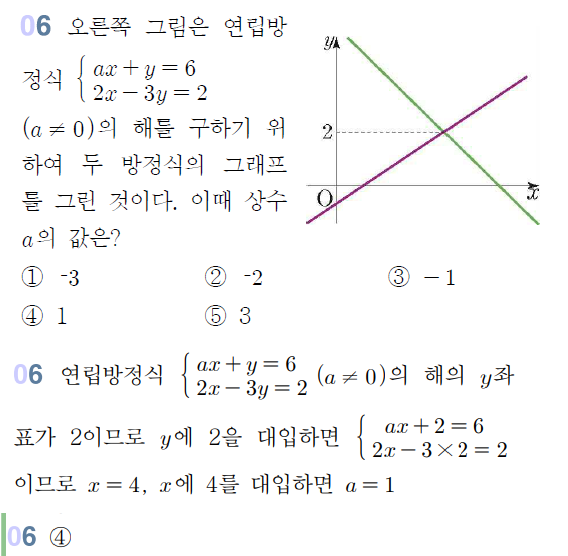 06 오른쪽 그림은 연립방
정식 { ax + y = 6
2x − 3y = 2
(a ≠ 0)의 해를 구하기 위
하여 두 방정식의 그래프
를 그린 것이다. 이때 상수
a의 값은?
y
2
O
x
① -3 ② -2 ③ −1
④ 1 ⑤ 3
06 연립방정식 { ax + y = 6
2x − 3y = 2 (a ≠ 0)의 해의 y좌
표가 2이므로 y에 2을 대입하면 { ax + 2 = 6
2x − 3×2 = 2
이므로 x = 4, x에 4를 대입하면 a = 1
06 ④